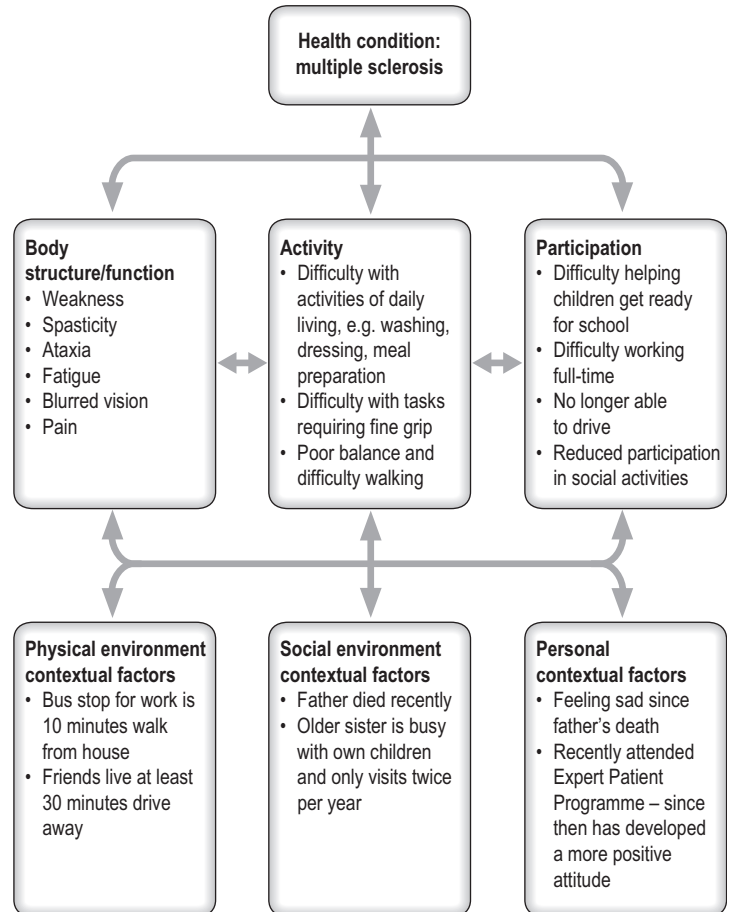 Health condition:
multiple sclerosis
Body
structure/function
• Weakness
• Spasticity
• Ataxia
• Fatigue
• Blurred vision
• Pain
Activity
• Difficulty with
activities of daily
living, e.g. washing,
dressing, meal
preparation
• Difficulty with tasks
requiring fine grip
• Poor balance and
difficulty walking
Participation
• Difficulty helping
children get ready
for school
• Difficulty working
full-time
• No longer able
to drive
• Reduced participation
in social activities
Physical environment
contextual factors
• Bus stop for work is
10 minutes walk
from house
• Friends live at least
30 minutes drive
away
Social environment
contextual factors
• Father died recently
• Older sister is busy
with own children
and only visits twice
per year
Personal
contextual factors
• Feeling sad since
father's death
• Recently attended
Expert Patient
Programme – since
then has developed
a more positive
attitude